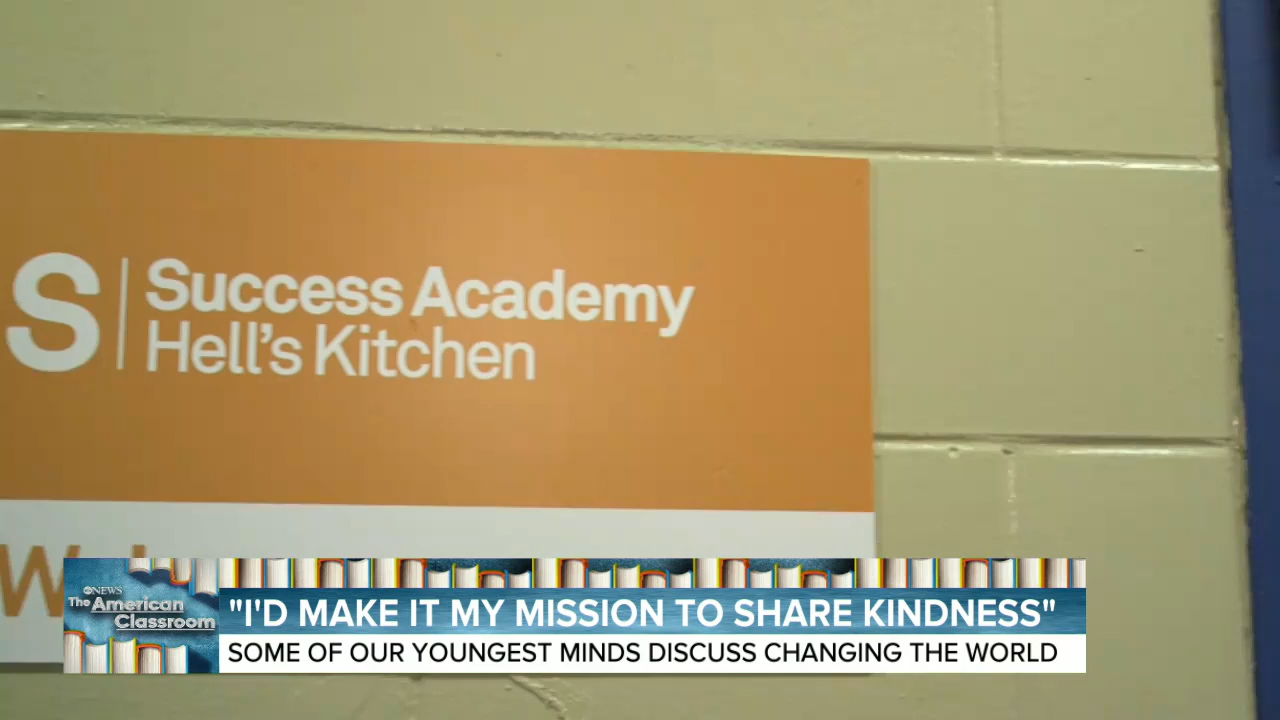 S
Success Academy
Hell's Kitchen
abc NEWS
The American
Classroom
"I'D MAKE IT MY MISSION TO SHARE KINDNESS"
SOME OF OUR YOUNGEST MINDS DISCUSS CHANGING THE WORLD